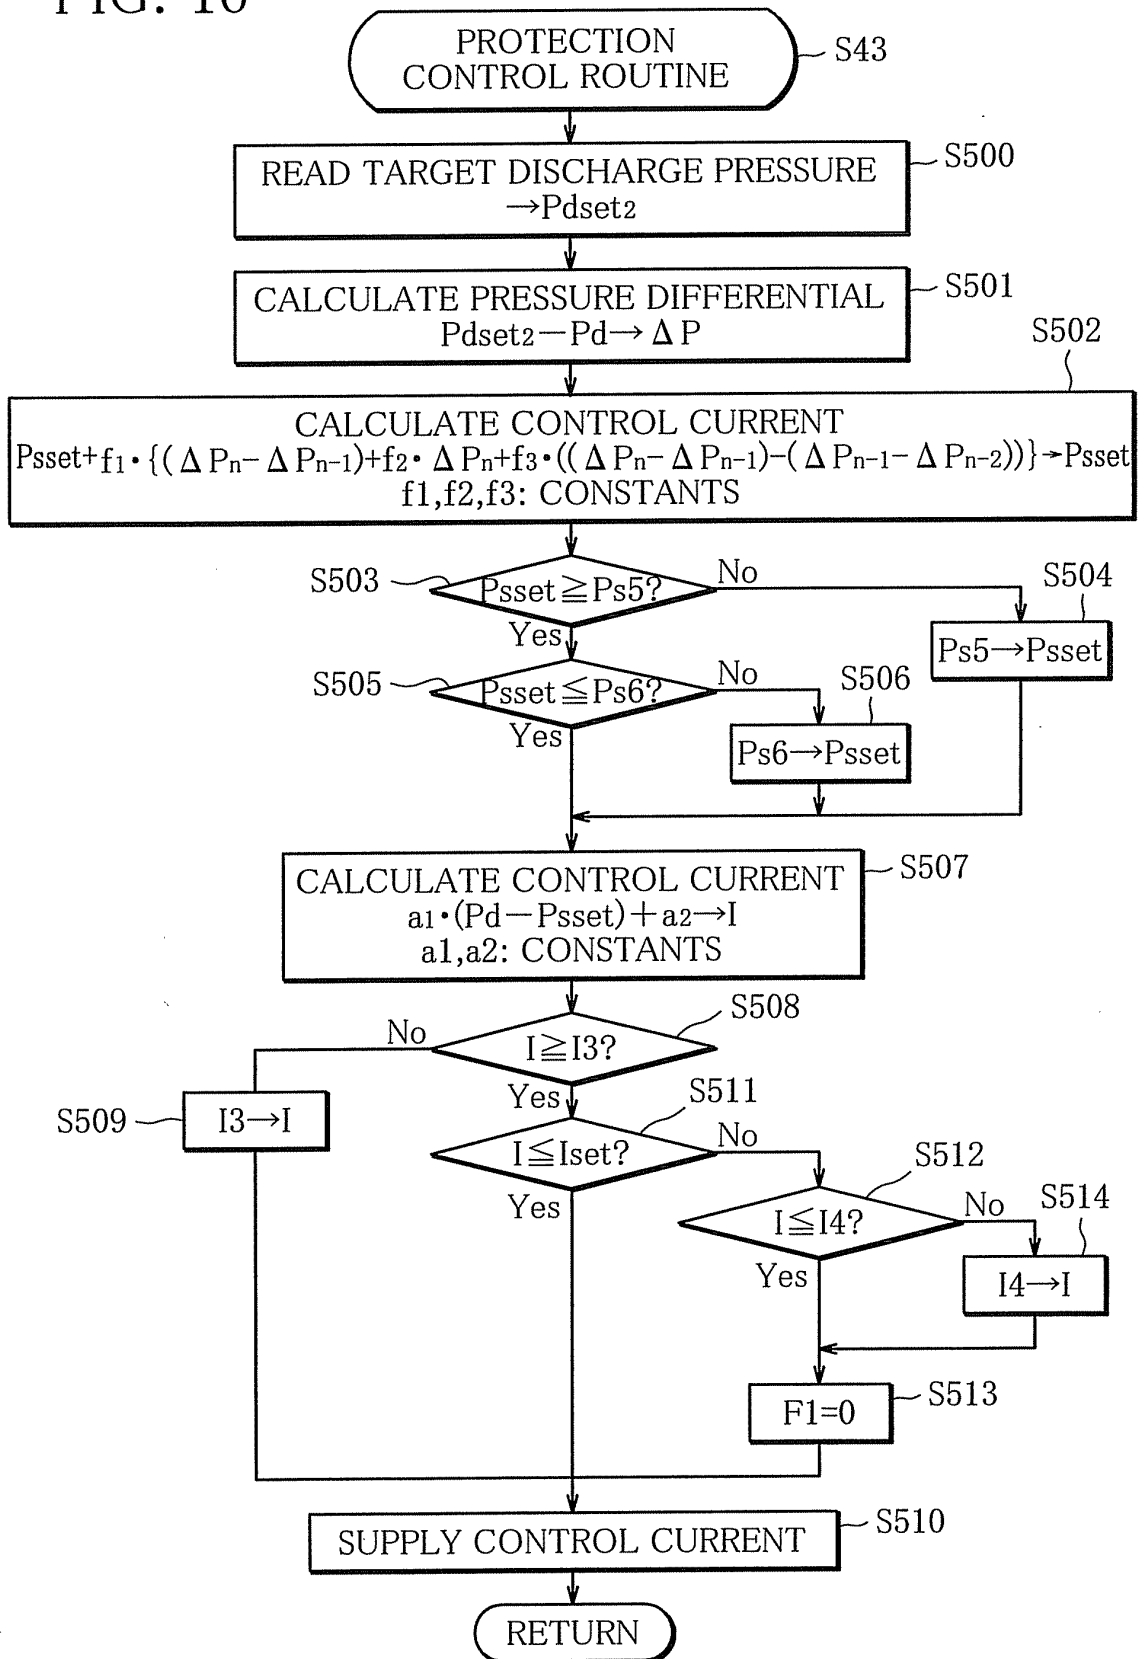 FIG. 10
PROTECTION
CONTROL ROUTINE
S43
READ TARGET DISCHARGE PRESSURE
→Pdset2
S500
CALCULATE PRESSURE DIFFERENTIAL
Pdset2−Pd→ΔP
S501
S502
CALCULATE CONTROL CURRENT
Psset+f1・{(ΔPn-ΔPn-1)+f2・ΔPn+f3・((ΔPn-ΔPn-1)-(ΔPn-1-ΔPn-2))}→Psset
f1,f2,f3: CONSTANTS
S503
Psset≧Ps5?
No
Yes
S504
Ps5→Psset
S505
Psset≦Ps6?
No
Yes
S506
Ps6→Psset
S507
CALCULATE CONTROL CURRENT
a1・(Pd−Psset)+a2→I
a1,a2: CONSTANTS
S508
I≧I3?
No
Yes
S509
I3→I
S511
I≦Iset?
No
Yes
S512
I≦I4?
No
Yes
S514
I4→I
F1=0
S513
SUPPLY CONTROL CURRENT
S510
RETURN